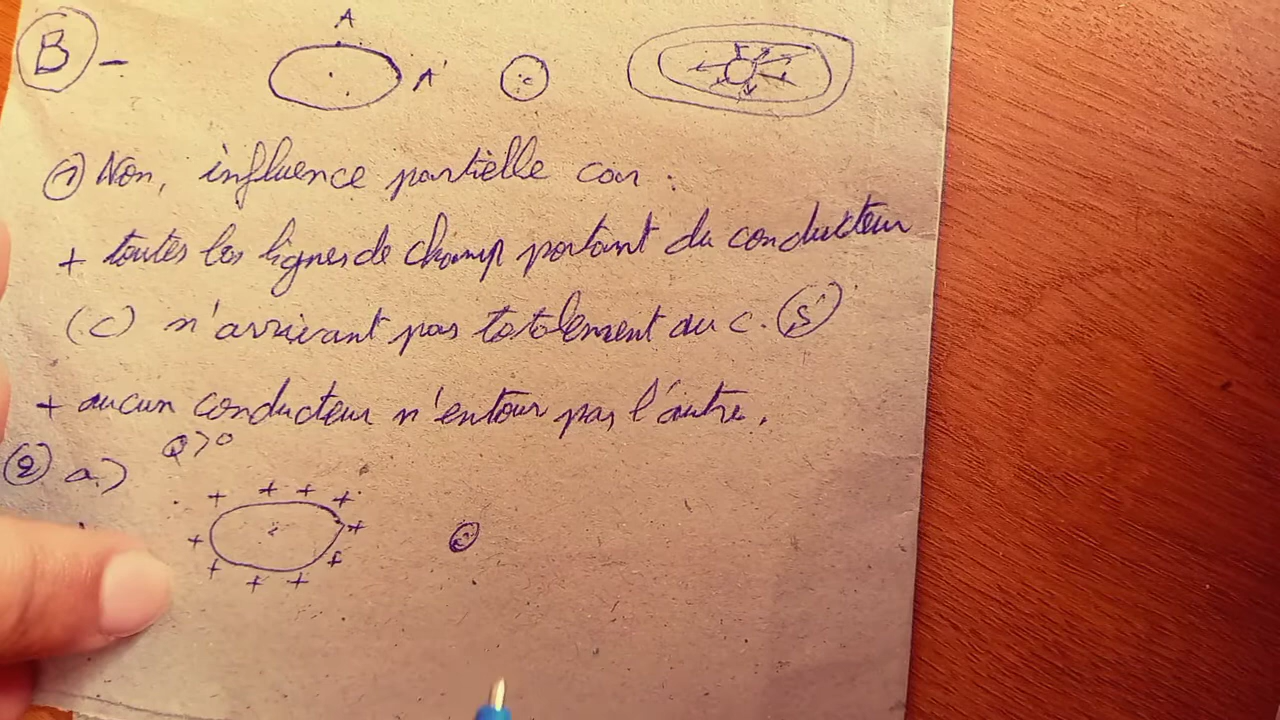 B -
A
A'
① Non, influence partielle car :
+ toutes les lignes de champ partant du conducteur
(C) n'arrivant pas totalement au c. (S')
+ aucun conducteur n'entour pas l'autre.
② a.) Q>0
+ + + +
+ +
+ + + +